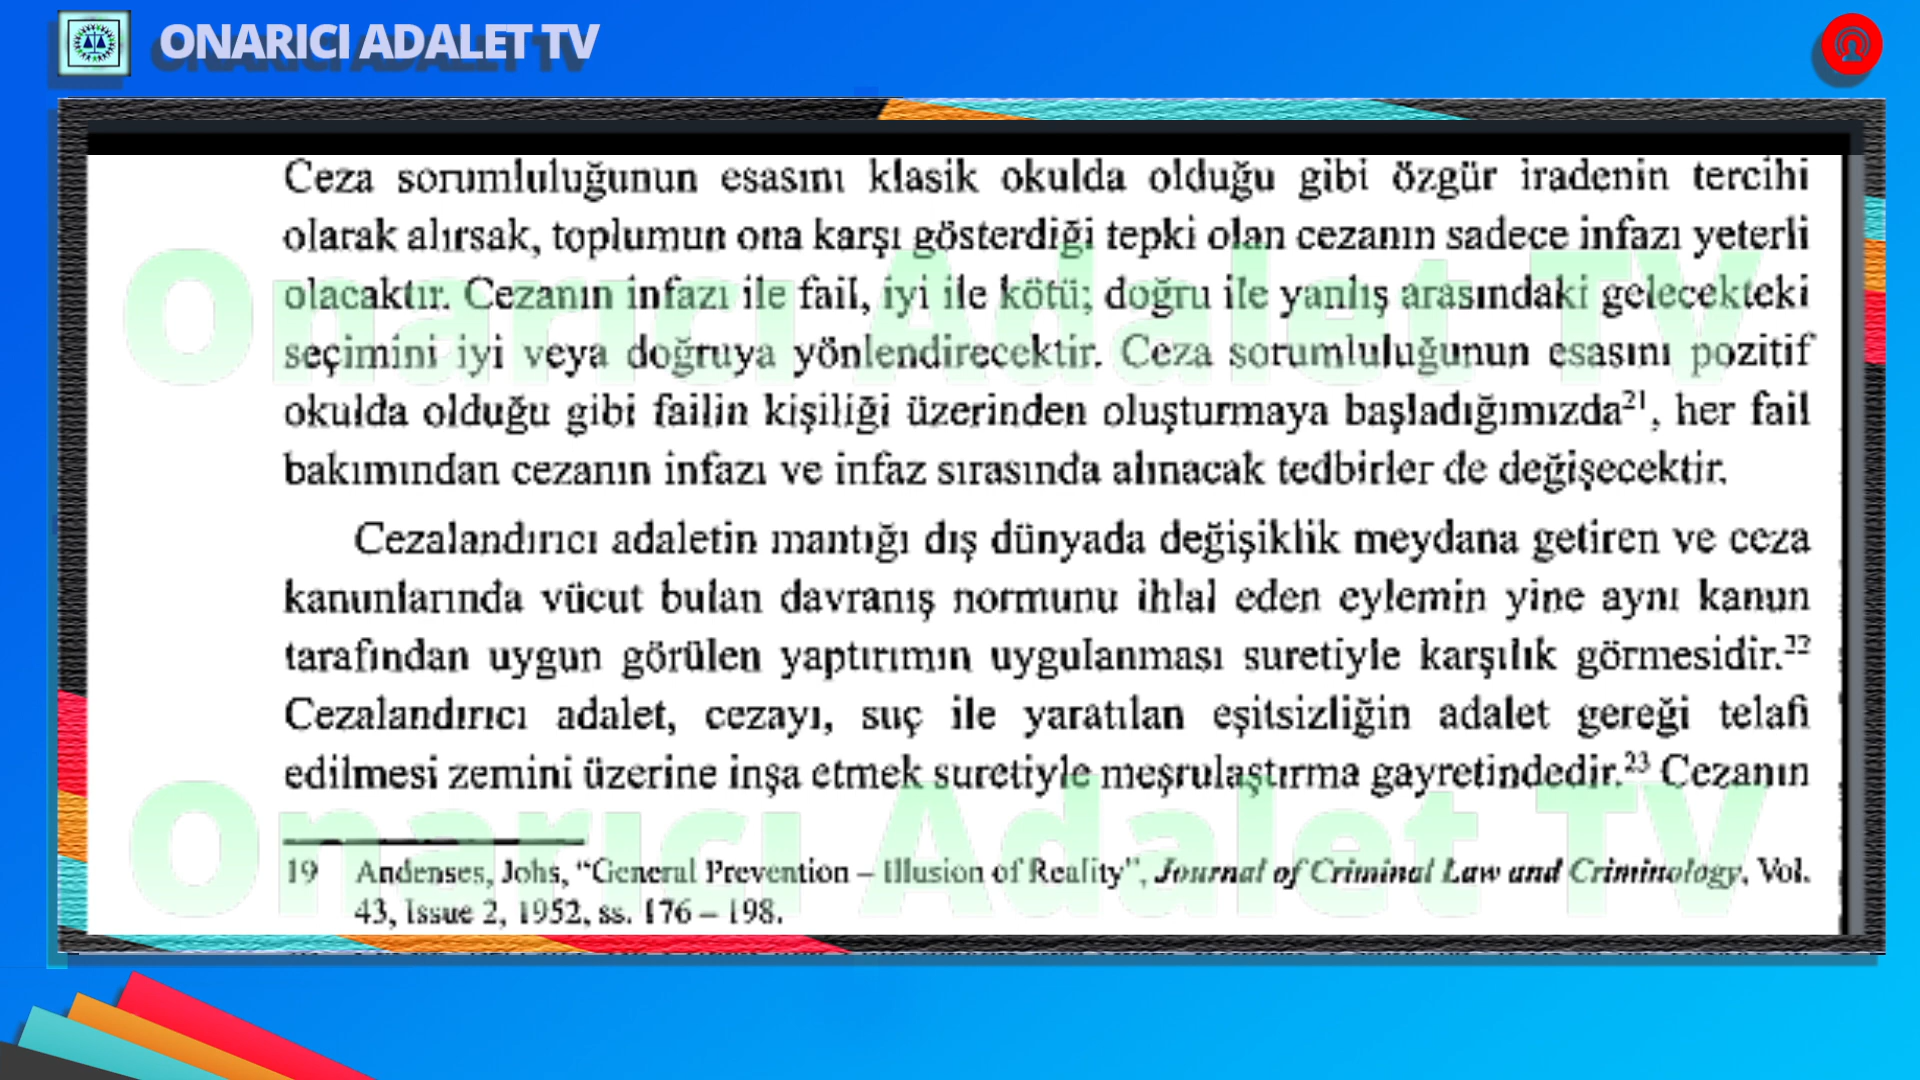 ONARICI ADALET TV
Ceza sorumluluğunun esasını klasik okulda olduğu gibi özgür iradenin tercihi
olarak alırsak, toplumun ona karşı gösterdiği tepki olan cezanın sadece infazı yeterli
olacaktır. Cezanın infazı ile fail, iyi ile kötü; doğru ile yanlış arasındaki gelecekteki
seçimini iyi veya doğruya yönlendirecektir. Ceza sorumluluğunun esasını pozitif
okulda olduğu gibi failin kişiliği üzerinden oluşturmaya başladığımızda21, her fail
bakımından cezanın infazı ve infaz sırasında alınacak tedbirler de değişecektir.
Cezalandırıcı adaletin mantığı dış dünyada değişiklik meydana getiren ve ceza
kanunlarında vücut bulan davranış normunu ihlal eden eylemin yine aynı kanun
tarafından uygun görülen yaptırımın uygulanması suretiyle karşılık görmesidir.22
Cezalandırıcı adalet, cezayı, suç ile yaratılan eşitsizliğin adalet gereği telafi
edilmesi zemini üzerine inşa etmek suretiyle meşrulaştırma gayretindedir.23 Cezanın
19 Andenses, Johs, “General Prevention – Illusion of Reality”, Journal of Criminal Law and Criminology, Vol.
43, Issue 2, 1952, ss. 176 – 198.
Onarıcı Adalet TV
Onarıcı Adalet TV